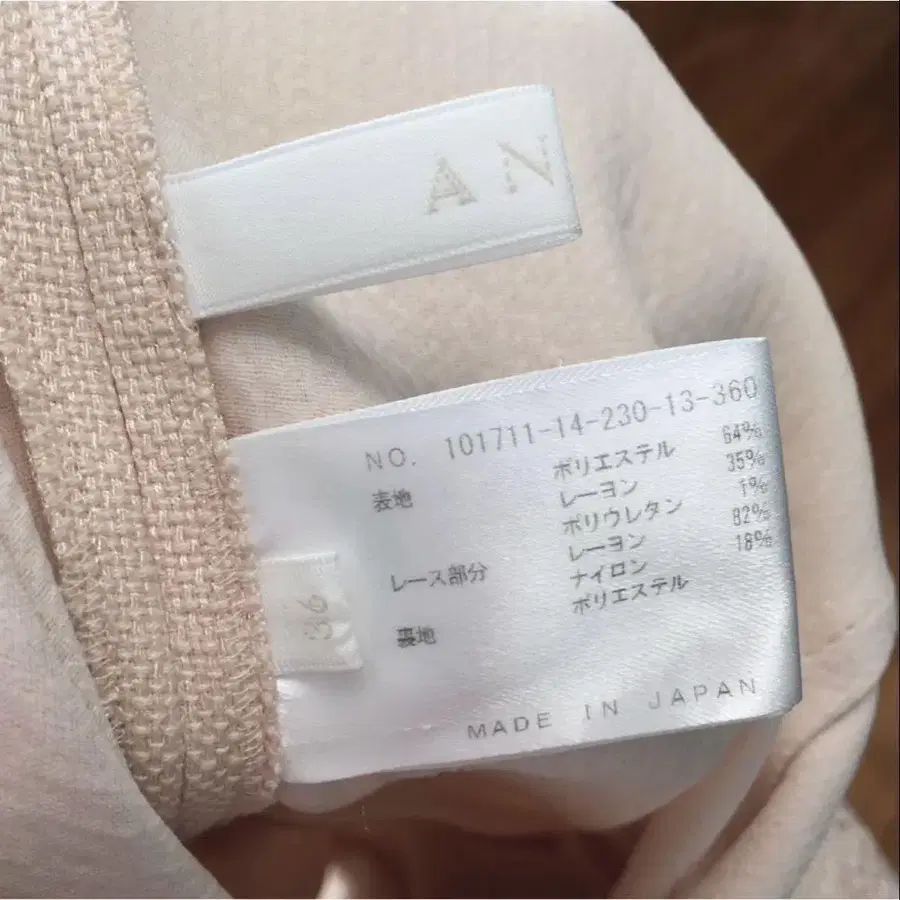 AN
NO. 101711-14-230-13-360
表地 ポリエステル 64%
レーヨン 35%
ポリウレタン 1%
レース部分 レーヨン 82%
ナイロン 18%
裏地 ポリエステル
36
MADE IN JAPAN